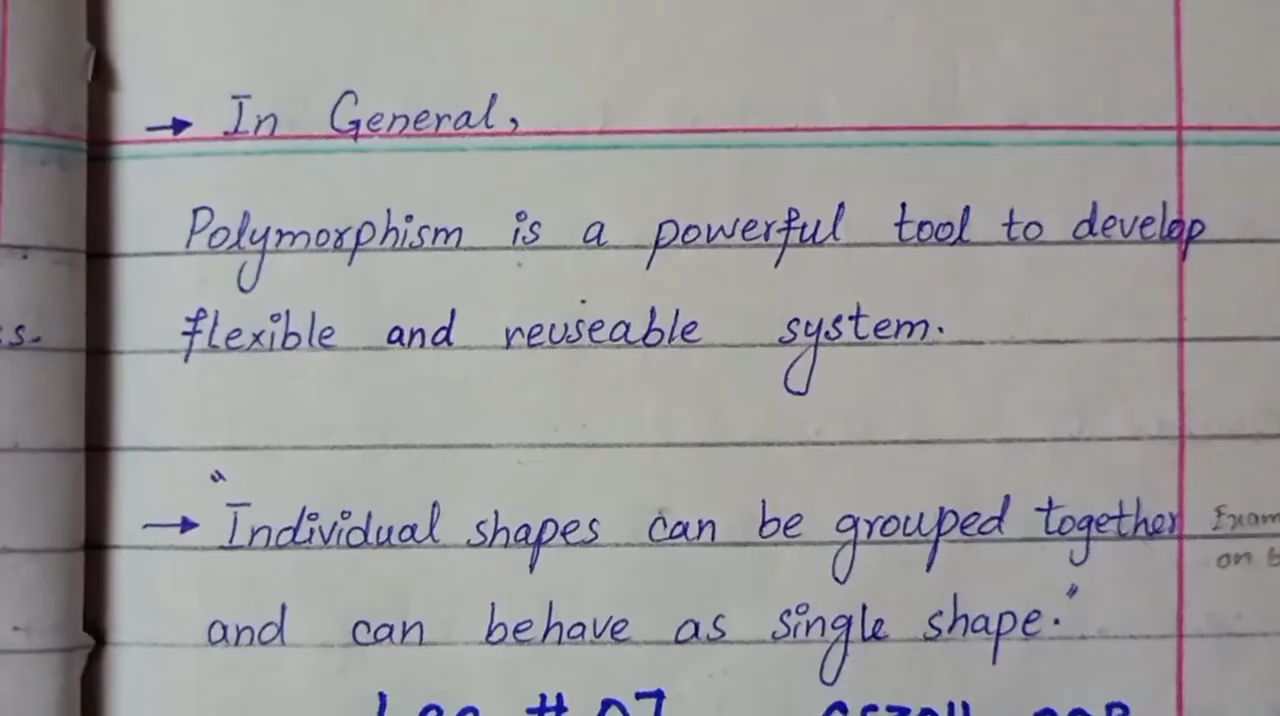 → In General,
Polymorphism is a powerful tool to develop
flexible and reuseable system.
s.
→ "Individual shapes can be grouped together
and can behave as single shape."
on